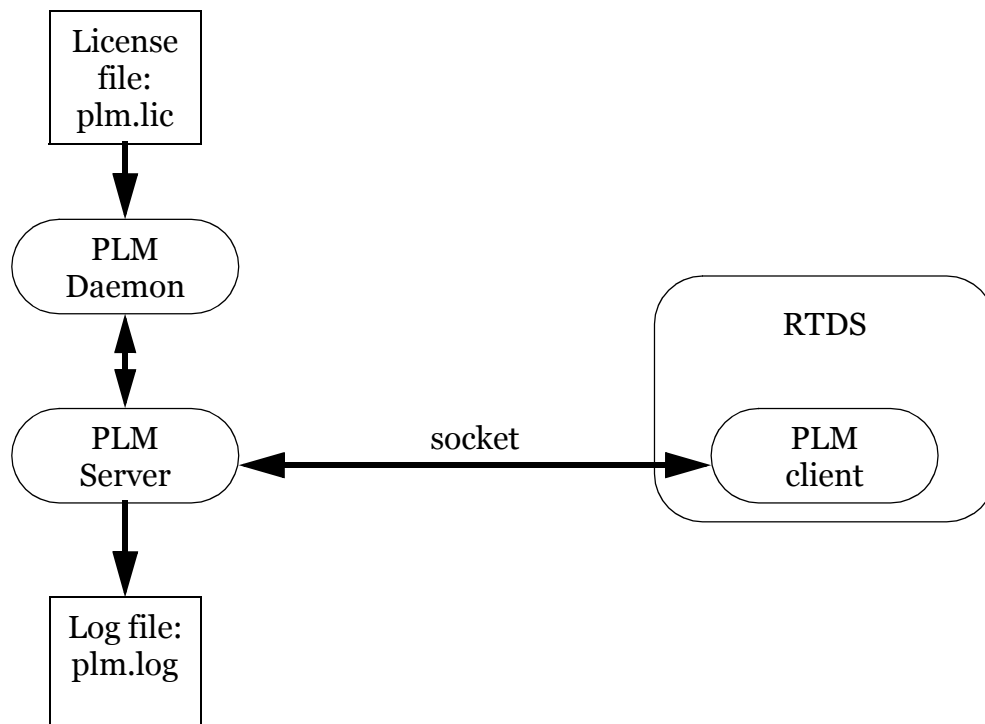 License
file:
plm.lic
PLM
Daemon
RTDS
PLM
Server
socket
PLM
client
Log file:
plm.log